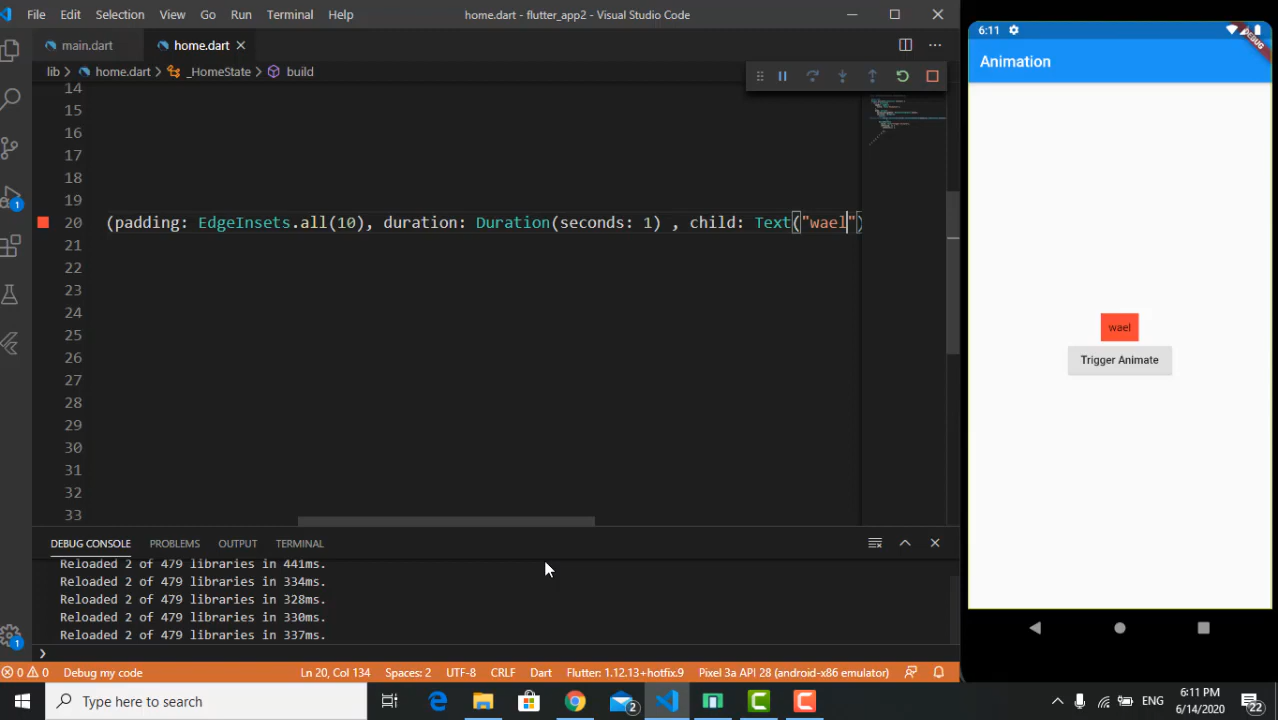 File Edit Selection View Go Run Terminal Help home.dart - flutter_app2 - Visual Studio Code
main.dart home.dart
lib > home.dart > _HomeState > build
14
15
16
17
18
19
20 (padding: EdgeInsets.all(10), duration: Duration(seconds: 1) , child: Text("wael")
21
22
23
24
25
26
27
28
29
30
31
32
33
DEBUG CONSOLE PROBLEMS OUTPUT TERMINAL
Reloaded 2 of 479 libraries in 441ms.
Reloaded 2 of 479 libraries in 334ms.
Reloaded 2 of 479 libraries in 328ms.
Reloaded 2 of 479 libraries in 330ms.
Reloaded 2 of 479 libraries in 337ms.
1
1
0 0 Debug my code Ln 20, Col 134 Spaces: 2 UTF-8 CRLF Dart Flutter: 1.12.13+hotfix.9 Pixel 3a API 28 (android-x86 emulator)
6:11
DEBUG
Animation
wael
Trigger Animate
Type here to search
2
ENG
6:11 PM
6/14/2020
22